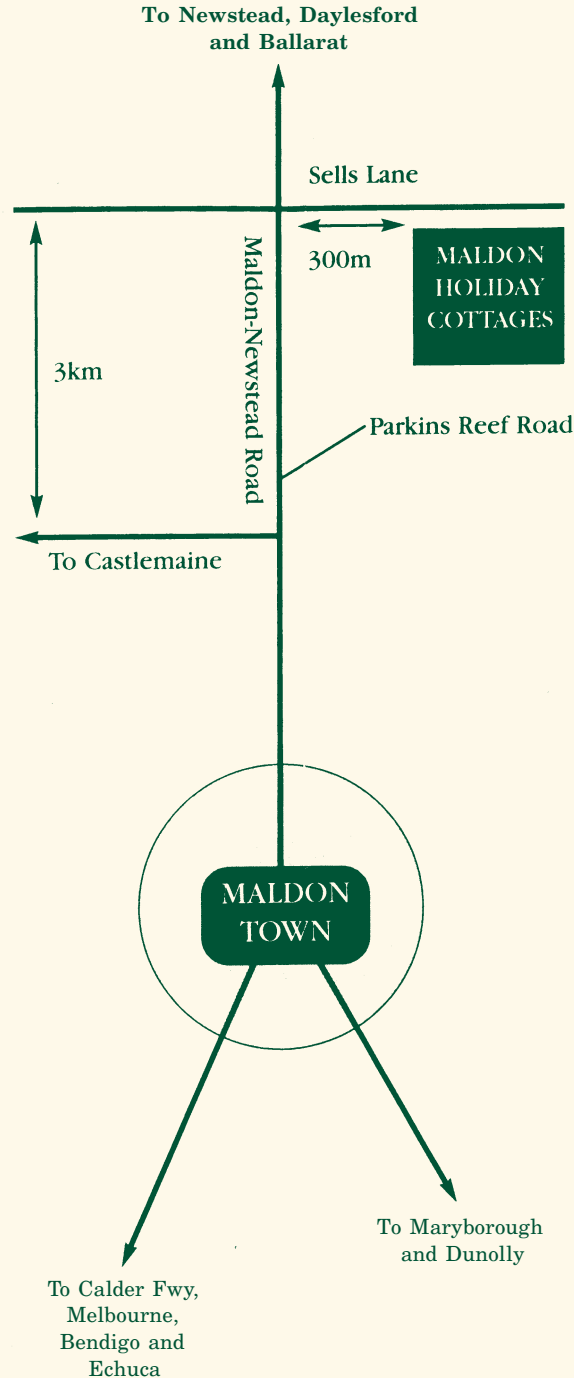 To Newstead, Daylesford
and Ballarat
Sells Lane
300m
MALDON
HOLIDAY
COTTAGES
Maldon-Newstead Road
3km
Parkins Reef Road
To Castlemaine
MALDON
TOWN
To Maryborough
and Dunolly
To Calder Fwy,
Melbourne,
Bendigo and
Echuca